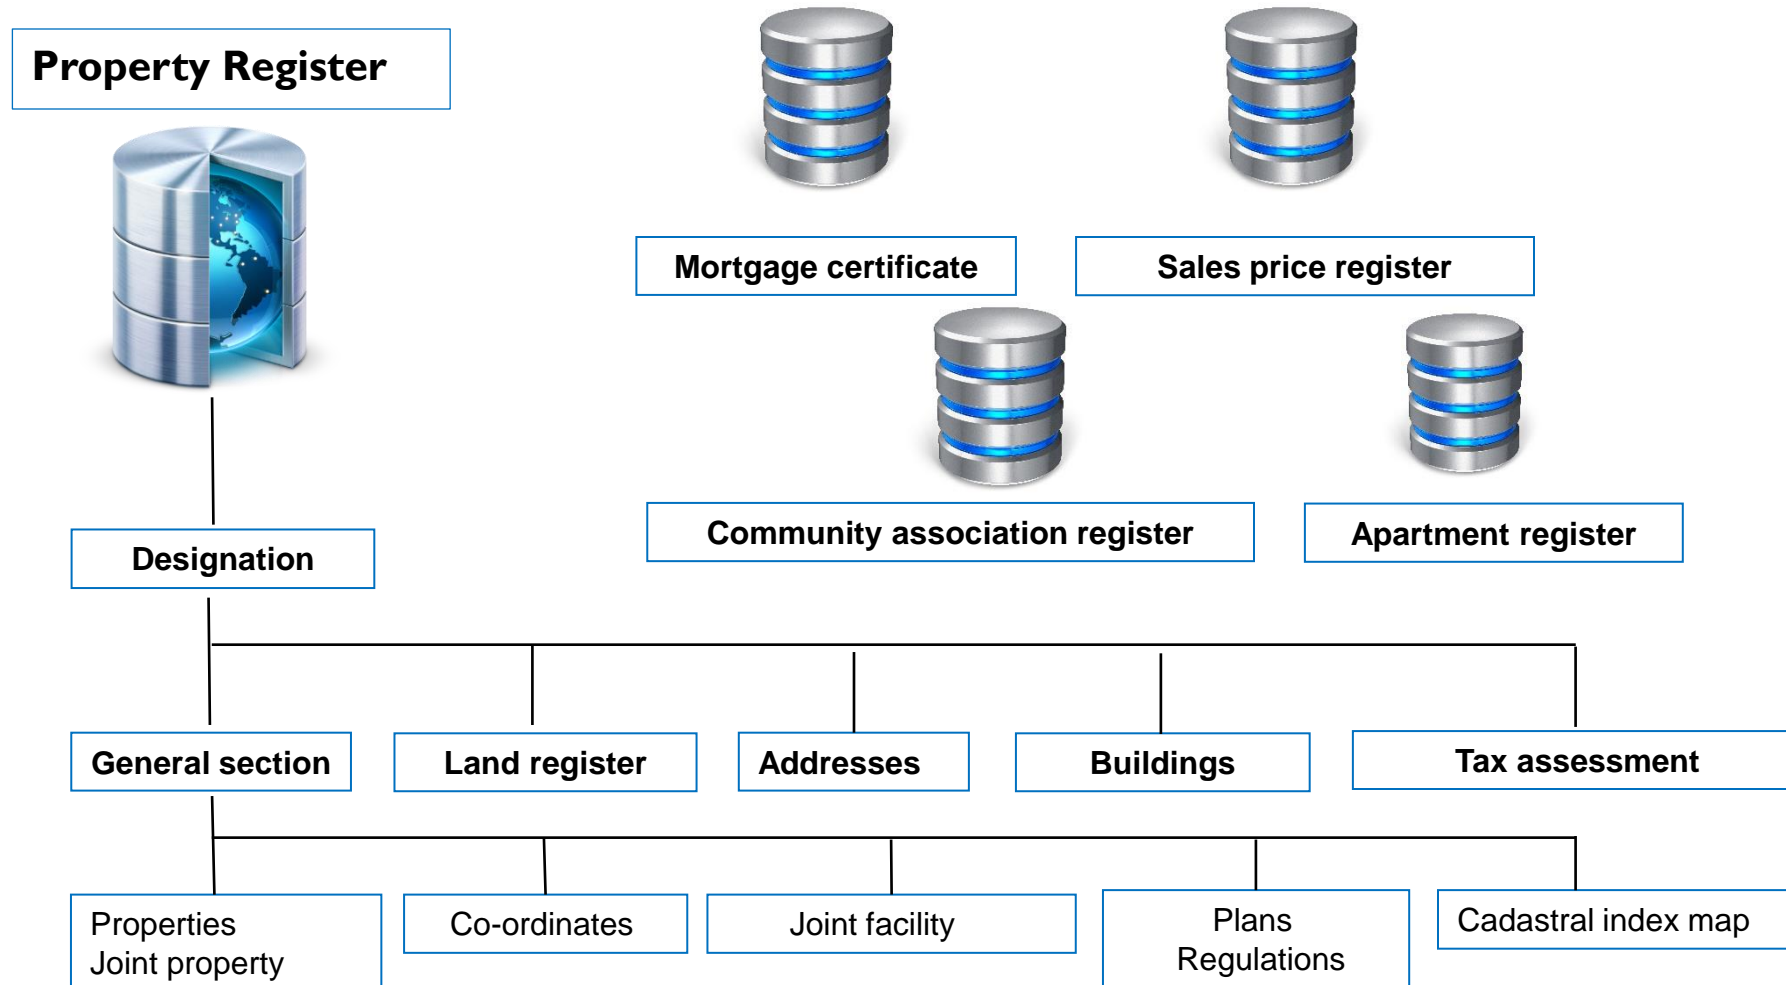 Property Register
Mortgage certificate
Sales price register
Community association register
Apartment register
Designation
General section
Land register
Addresses
Buildings
Tax assessment
Properties
Joint property
Co-ordinates
Joint facility
Plans
Regulations
Cadastral index map